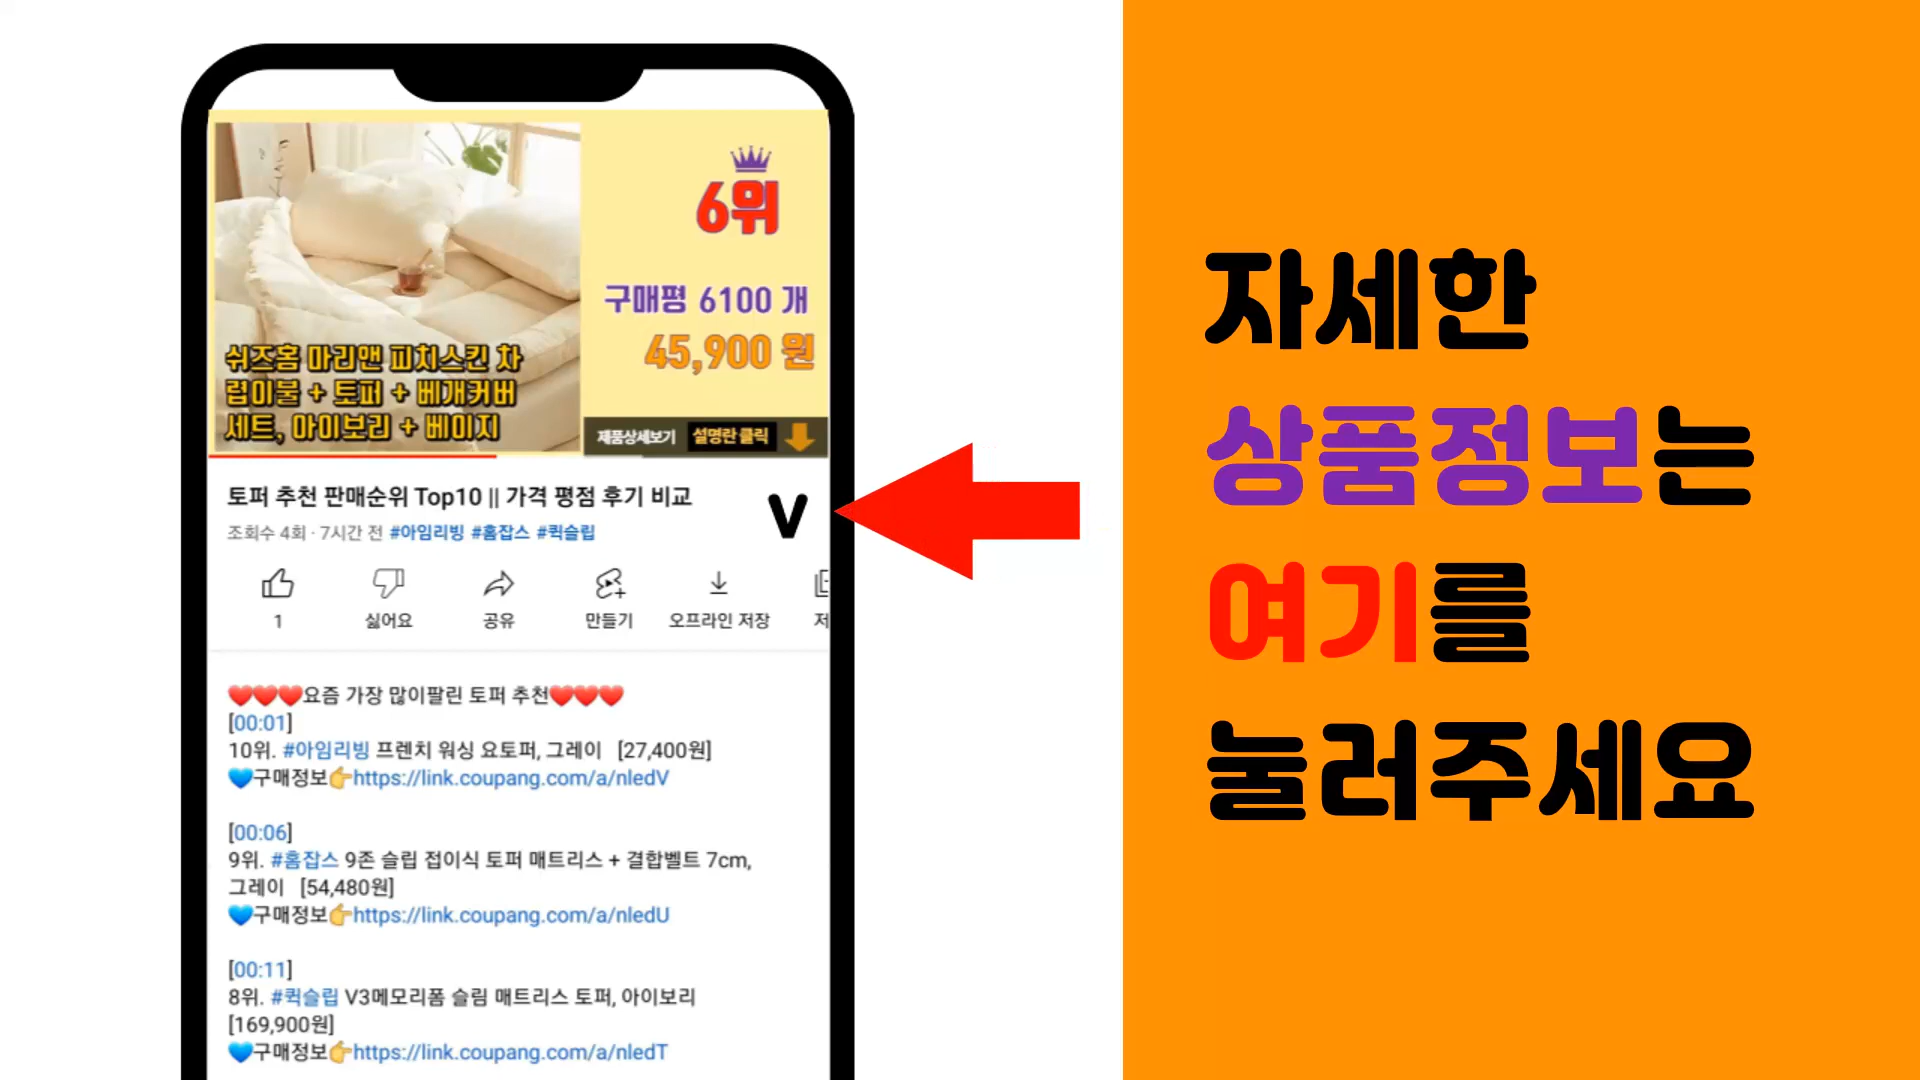 6위
구매평 6100 개
45,900 원
쉬즈홈 마리앤 피치스킨 차
렵이불 + 토퍼 + 베개커버
세트, 아이보리 + 베이지
제품상세보기 설명란 클릭
토퍼 추천 판매순위 Top10 || 가격 평점 후기 비교
V
조회수 4회 · 7시간 전 #아임리빙 #홈잡스 #퀵슬립
1 싫어요 공유 만들기 오프라인 저장 저
❤️❤️❤️요즘 가장 많이팔린 토퍼 추천❤️❤️❤️
[00:01]
10위. #아임리빙 프렌치 워싱 요토퍼, 그레이 [27,400원]
💙구매정보👉https://link.coupang.com/a/nledV
[00:06]
9위. #홈잡스 9존 슬립 접이식 토퍼 매트리스 + 결합벨트 7cm,
그레이 [54,480원]
💙구매정보👉https://link.coupang.com/a/nledU
[00:11]
8위. #퀵슬립 V3메모리폼 슬림 매트리스 토퍼, 아이보리
[169,900원]
💙구매정보👉https://link.coupang.com/a/nledT
자세한
상품정보는
여기를
눌러주세요